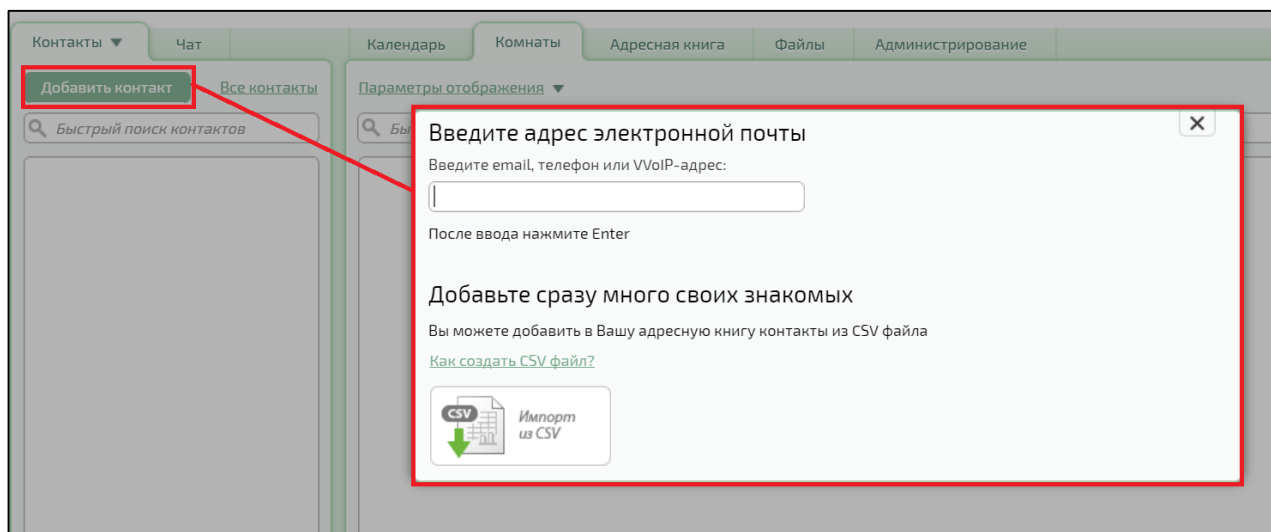 Контакты ▼
Чат
Календарь
Комнаты
Адресная книга
Файлы
Администрирование
Добавить контакт
Все контакты
Параметры отображения ▼
Быстрый поиск контактов
Бы
Введите адрес электронной почты
Введите email, телефон или VVoIP-адрес:
После ввода нажмите Enter
Добавьте сразу много своих знакомых
Вы можете добавить в Вашу адресную книгу контакты из CSV файла
Как создать CSV файл?
CSV
Импорт
из CSV